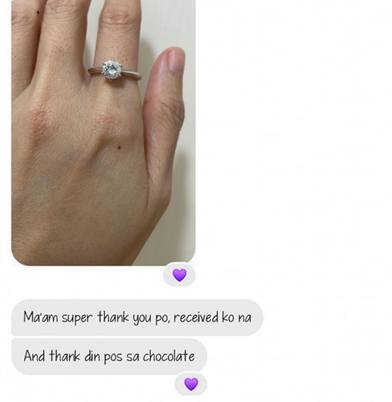 Ma'am super thank you po, received ko na
And thank din pos sa chocolate